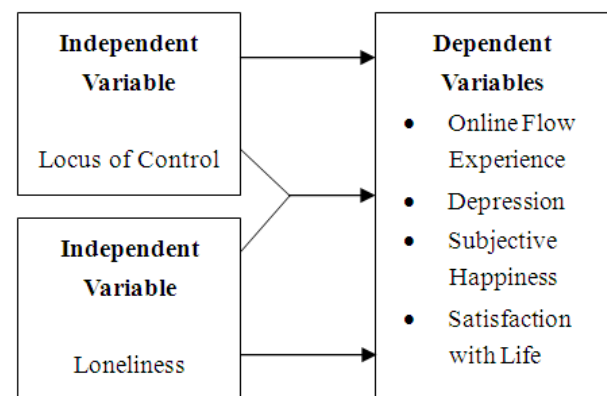 Independent
Variable
Locus of Control
Independent
Variable
Loneliness
Dependent
Variables
• Online Flow
Experience
• Depression
• Subjective
Happiness
• Satisfaction
with Life